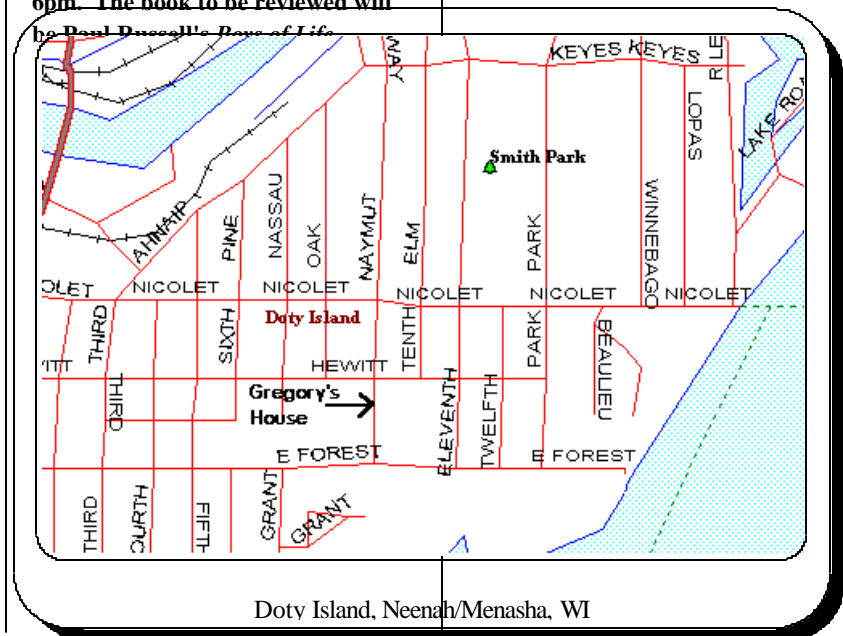 6pm. The book to be reviewed will
be Paul Russell's Boys of Life
WAY
KEYES KEYES
LOPAS
Smith Park
AHNAIP
PINE
NASSAU
OAK
NAYMUT
ELM
PARK
WINNEBAGO
OLET
NICOLET
NICOLET
NICOLET
NICOLET
NICOLET
THIRD
SIXTH
Doty Island
TENTH
PARK
BEAULIEU
ITT
HEWITT
THIRD
Gregory's
House
ELEVENTH
TWELFTH
E FOREST
E FOREST
THIRD
FIFTH
GRANT
GRANT
Doty Island, Neenah/Menasha, WI